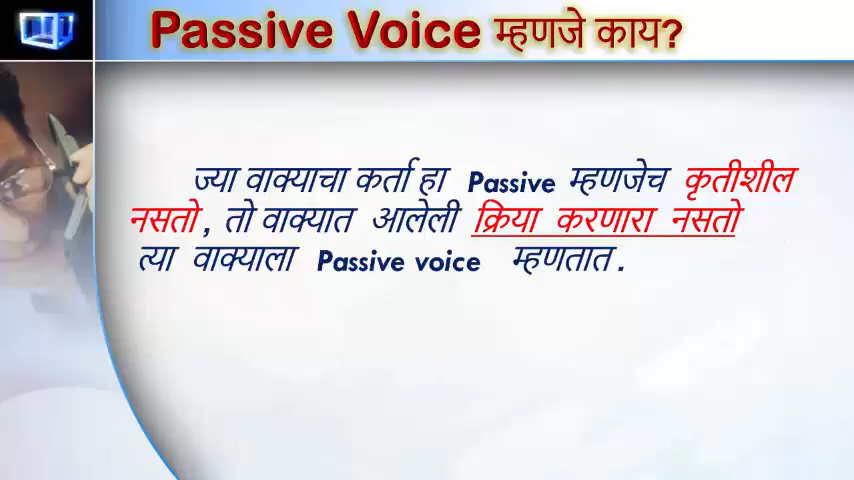 Passive Voice म्हणजे काय?
ज्या वाक्याचा कर्ता हा Passive म्हणजेच कृतीशील
नसतो, तो वाक्यात आलेली क्रिया करणारा नसतो
त्या वाक्याला Passive voice म्हणतात.